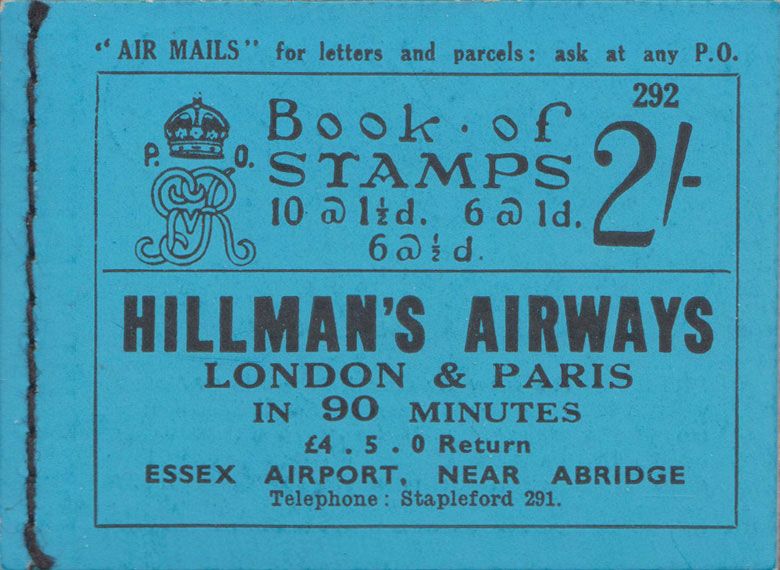 "AIR MAILS" for letters and parcels: ask at any P.O.
292
P. O.
Book of
STAMPS
2/-
10 @ 1½d. 6 @ 1d.
6 @ ½d.
HILLMAN'S AIRWAYS
LONDON & PARIS
IN 90 MINUTES
£4.5.0 Return
ESSEX AIRPORT, NEAR ABRIDGE
Telephone: Stapleford 291.